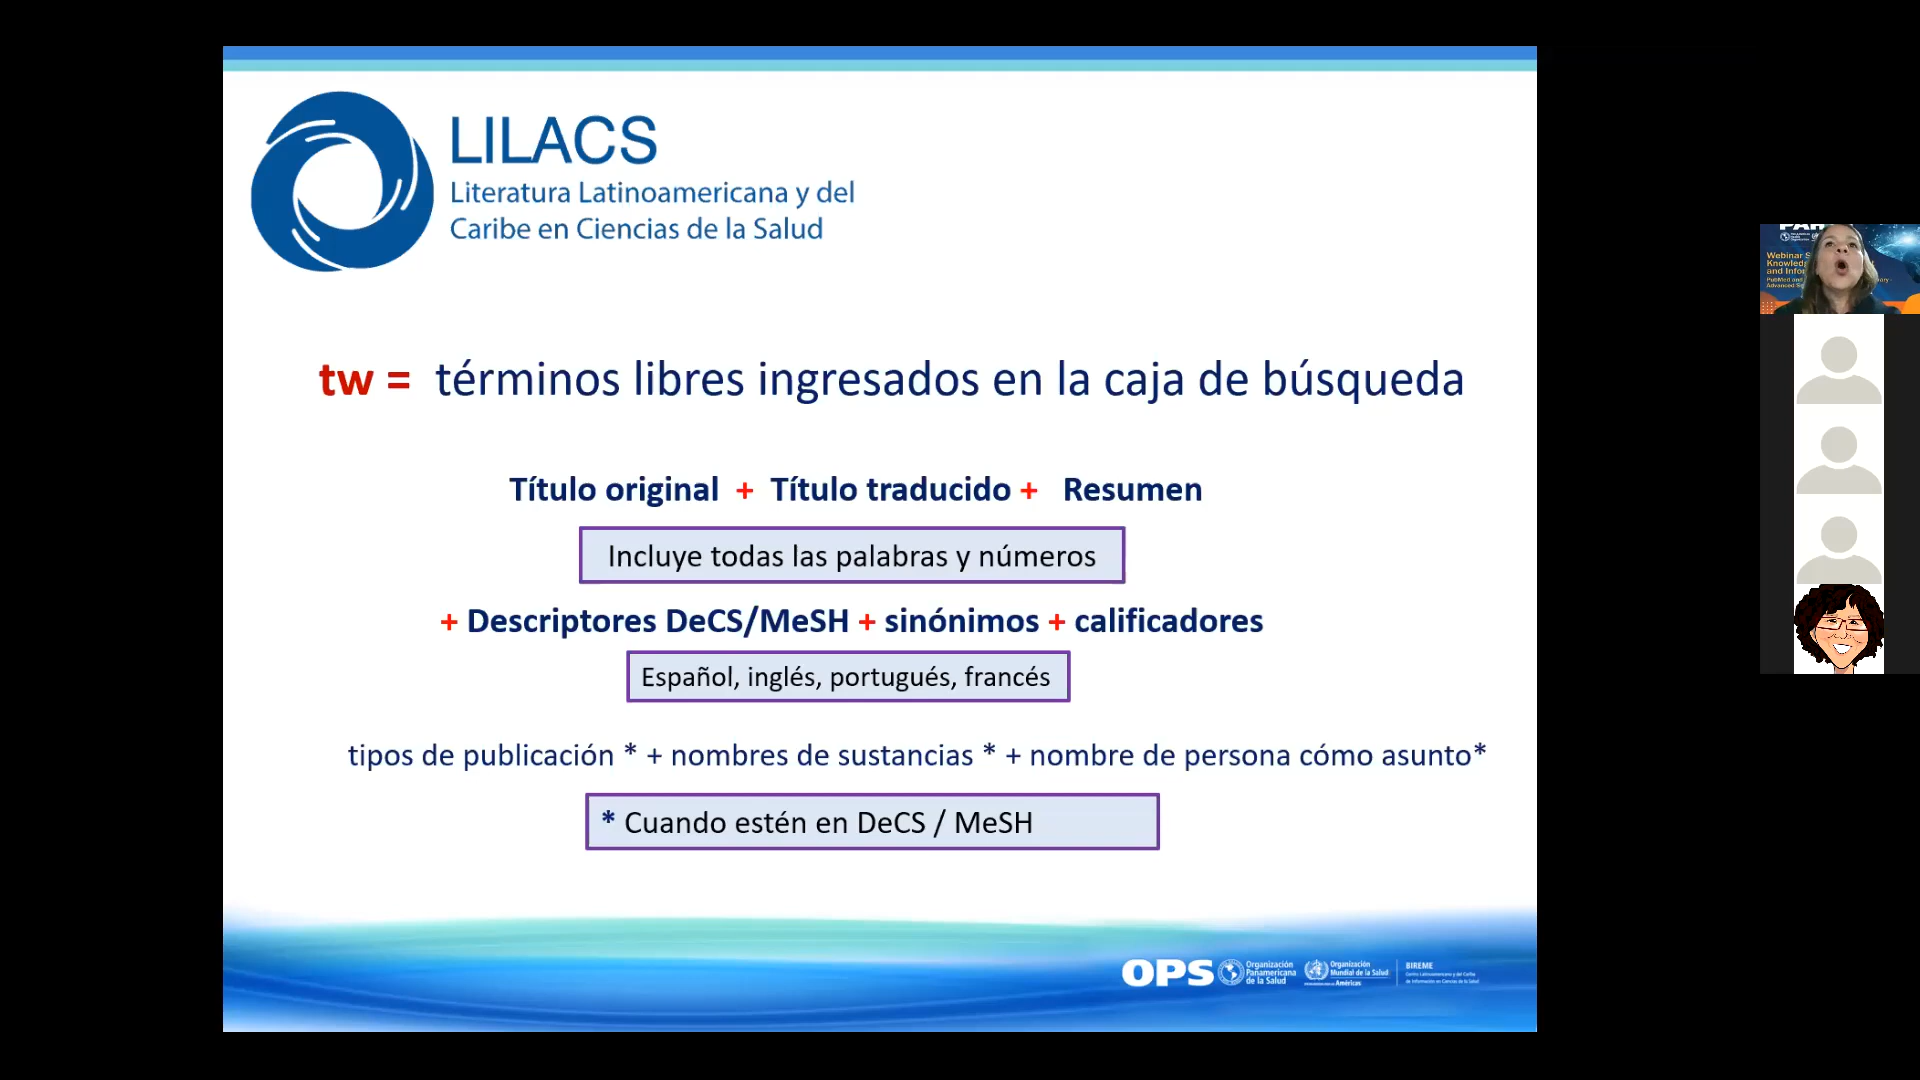 LILACS
Literatura Latinoamericana y del
Caribe en Ciencias de la Salud
tw = términos libres ingresados en la caja de búsqueda
Título original + Título traducido + Resumen
Incluye todas las palabras y números
+ Descriptores DeCS/MeSH + sinónimos + calificadores
Español, inglés, portugués, francés
tipos de publicación * + nombres de sustancias * + nombre de persona cómo asunto*
* Cuando estén en DeCS / MeSH
OPS
Organización
Panamericana
de la Salud
Organización
Mundial de la Salud
Américas
BIREME
Centro Latinoamericano y del Caribe
de Información en Ciencias de la Salud
Webinar
and
Advanced